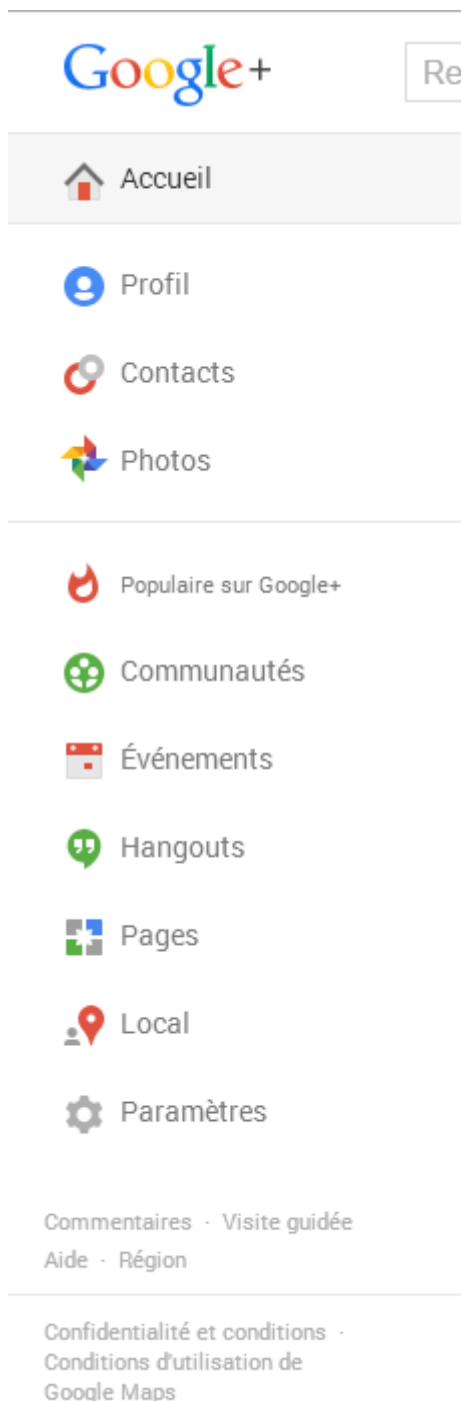 Google+
Re
Accueil
Profil
Contacts
Photos
Populaire sur Google+
Communautés
Événements
Hangouts
Pages
Local
Paramètres
Commentaires · Visite guidée
Aide · Région
Confidentialité et conditions ·
Conditions d'utilisation de
Google Maps